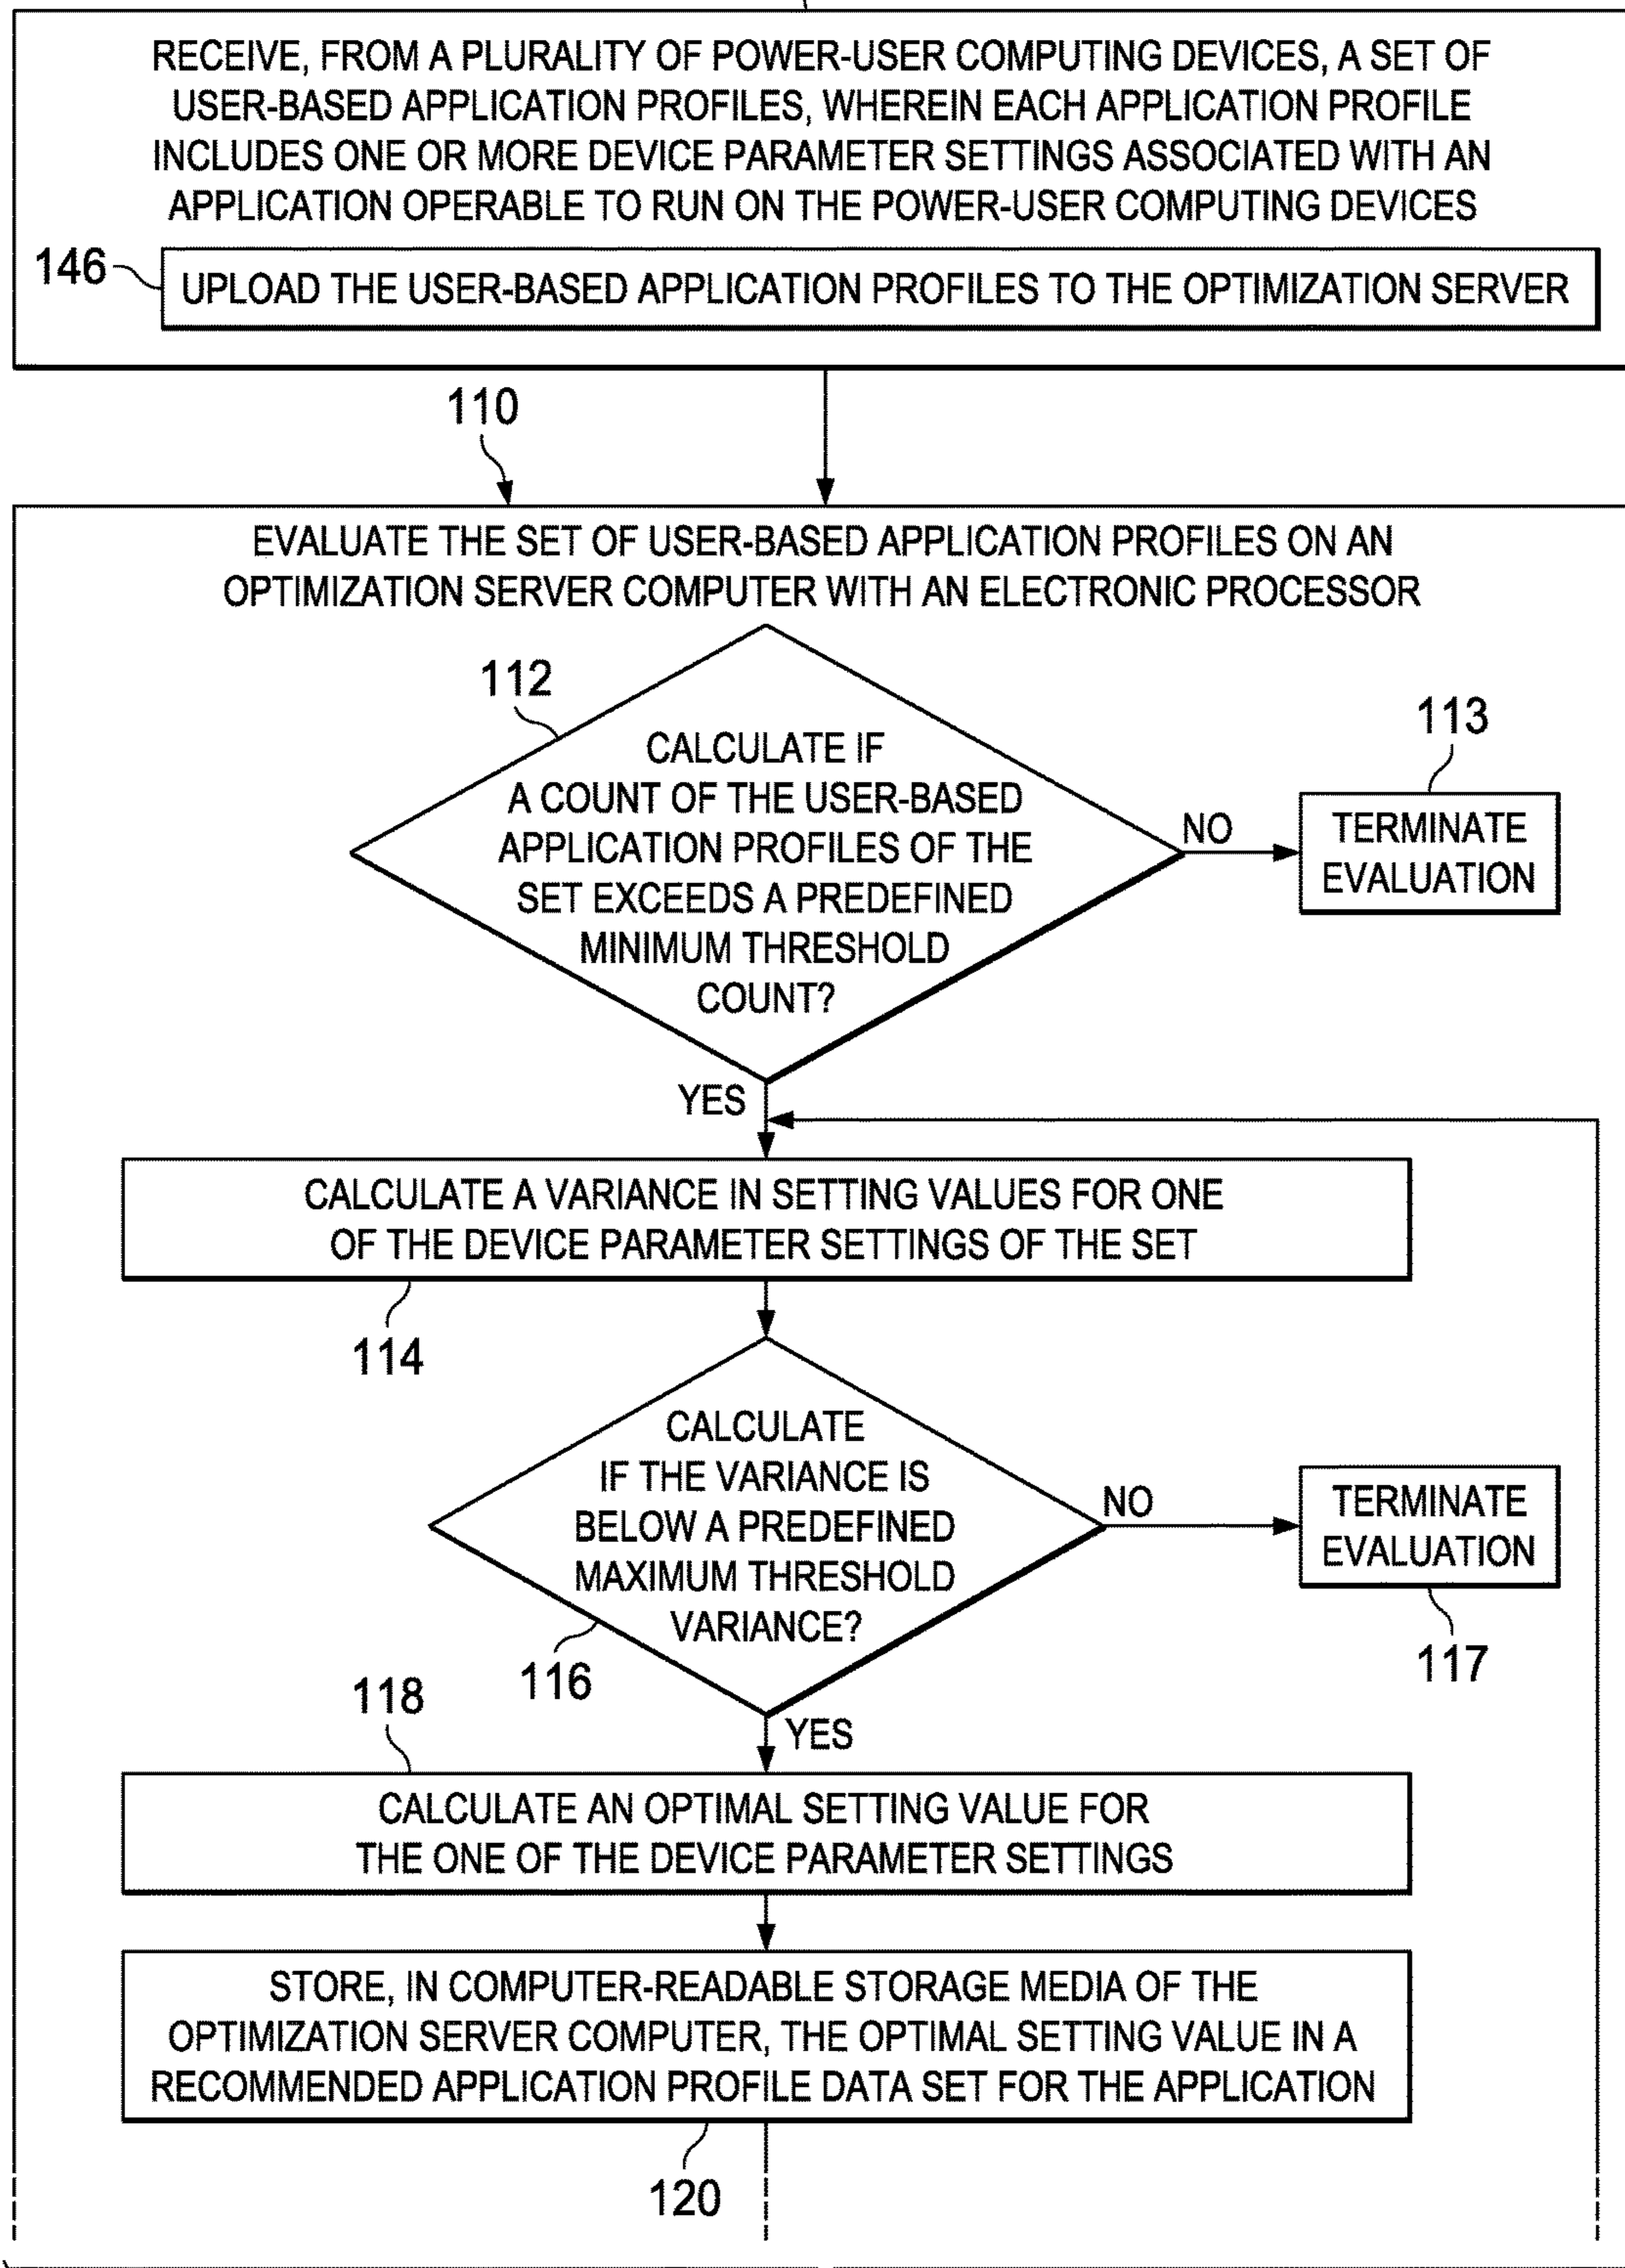 RECEIVE, FROM A PLURALITY OF POWER-USER COMPUTING DEVICES, A SET OF
USER-BASED APPLICATION PROFILES, WHEREIN EACH APPLICATION PROFILE
INCLUDES ONE OR MORE DEVICE PARAMETER SETTINGS ASSOCIATED WITH AN
APPLICATION OPERABLE TO RUN ON THE POWER-USER COMPUTING DEVICES
146
UPLOAD THE USER-BASED APPLICATION PROFILES TO THE OPTIMIZATION SERVER
110
EVALUATE THE SET OF USER-BASED APPLICATION PROFILES ON AN
OPTIMIZATION SERVER COMPUTER WITH AN ELECTRONIC PROCESSOR
112
CALCULATE IF
A COUNT OF THE USER-BASED
APPLICATION PROFILES OF THE
SET EXCEEDS A PREDEFINED
MINIMUM THRESHOLD
COUNT?
NO
113
TERMINATE
EVALUATION
YES
CALCULATE A VARIANCE IN SETTING VALUES FOR ONE
OF THE DEVICE PARAMETER SETTINGS OF THE SET
114
CALCULATE
IF THE VARIANCE IS
BELOW A PREDEFINED
MAXIMUM THRESHOLD
VARIANCE?
116
NO
TERMINATE
EVALUATION
117
YES
118
CALCULATE AN OPTIMAL SETTING VALUE FOR
THE ONE OF THE DEVICE PARAMETER SETTINGS
STORE, IN COMPUTER-READABLE STORAGE MEDIA OF THE
OPTIMIZATION SERVER COMPUTER, THE OPTIMAL SETTING VALUE IN A
RECOMMENDED APPLICATION PROFILE DATA SET FOR THE APPLICATION
120